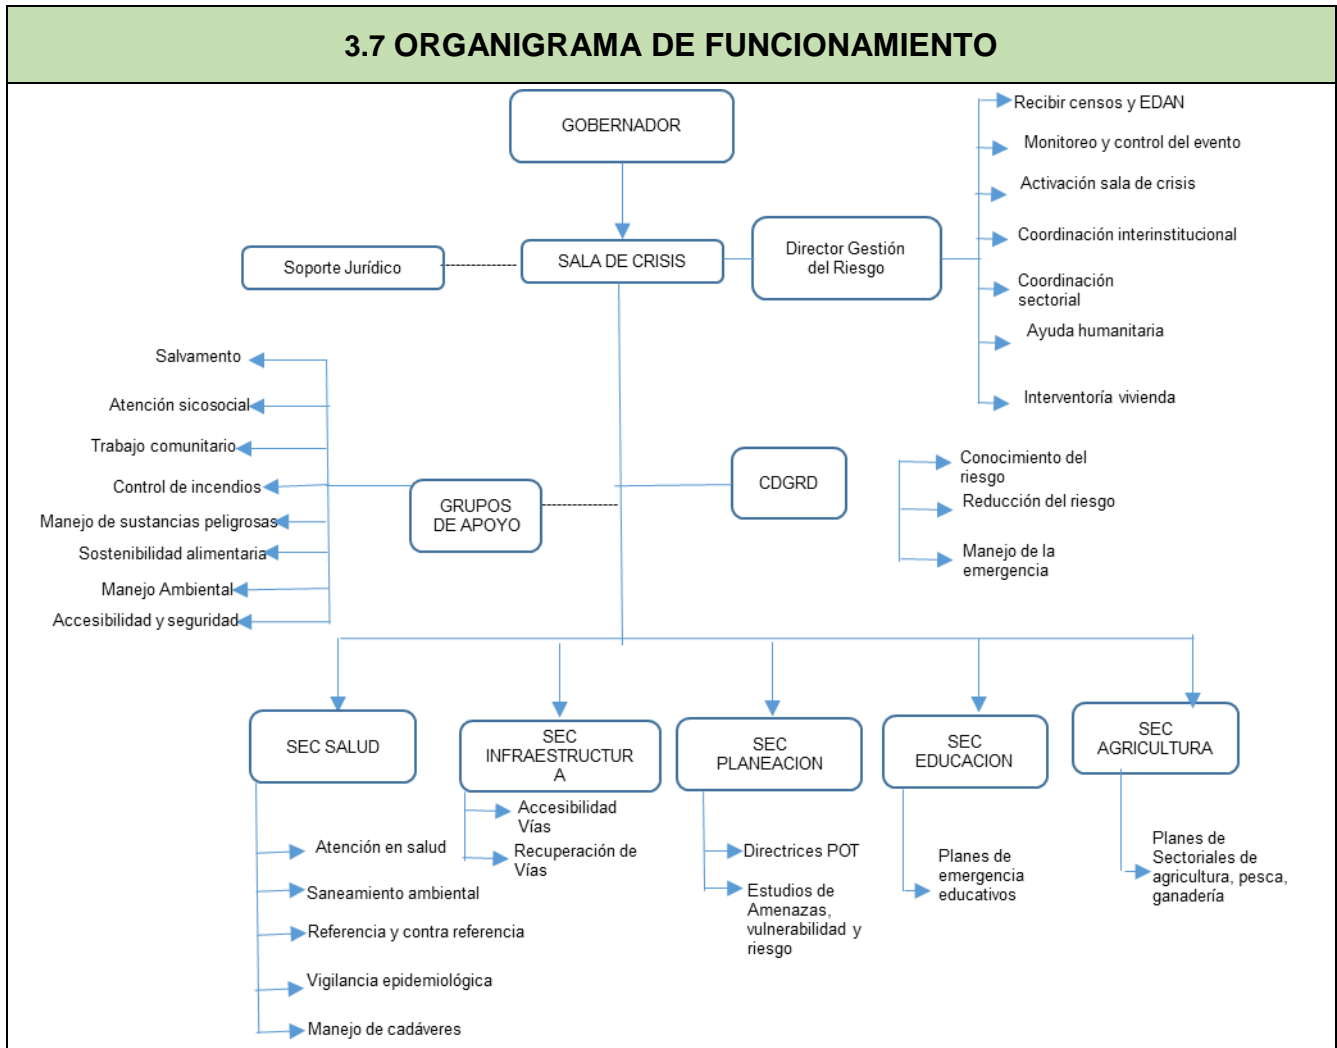 3.7 ORGANIGRAMA DE FUNCIONAMIENTO
GOBERNADOR
SALA DE CRISIS
Soporte Jurídico
Director Gestión
del Riesgo
Recibir censos y EDAN
Monitoreo y control del evento
Activación sala de crisis
Coordinación interinstitucional
Coordinación
sectorial
Ayuda humanitaria
Interventoría vivienda
Salvamento
Atención sicosocial
Trabajo comunitario
Control de incendios
Manejo de sustancias peligrosas
Sostenibilidad alimentaria
Manejo Ambiental
Accesibilidad y seguridad
GRUPOS
DE APOYO
CDGRD
Conocimiento del
riesgo
Reducción del riesgo
Manejo de la
emergencia
SEC SALUD
Atención en salud
Saneamiento ambiental
Referencia y contra referencia
Vigilancia epidemiológica
Manejo de cadáveres
SEC
INFRAESTRUCTUR
A
Accesibilidad
Vías
Recuperación de
Vías
SEC
PLANEACION
Directrices POT
Estudios de
Amenazas,
vulnerabilidad y
riesgo
SEC
EDUCACION
Planes de
emergencia
educativos
SEC
AGRICULTURA
Planes de
Sectoriales de
agricultura, pesca,
ganadería